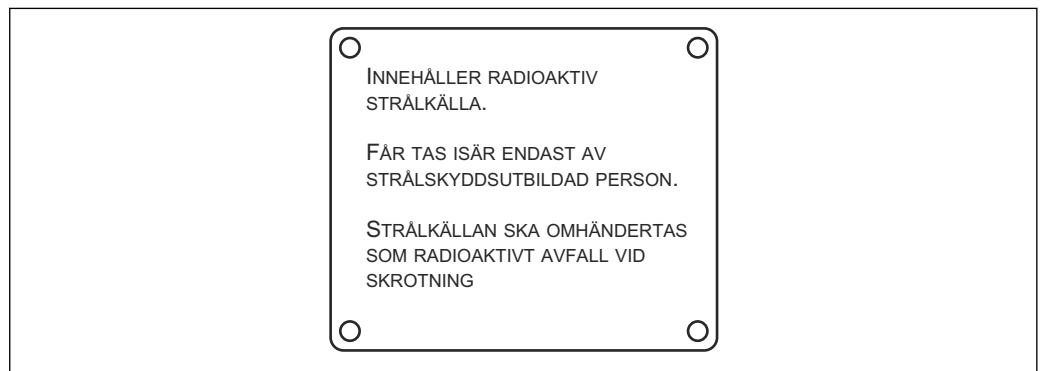 INNEHÅLLER RADIOAKTIV
STRÅLKÄLLA.
FÅR TAS ISÄR ENDAST AV
STRÅLSKYDDSUTBILDAD PERSON.
STRÅLKÄLLAN SKA OMHÄNDERTAS
SOM RADIOAKTIVT AVFALL VID
SKROTNING